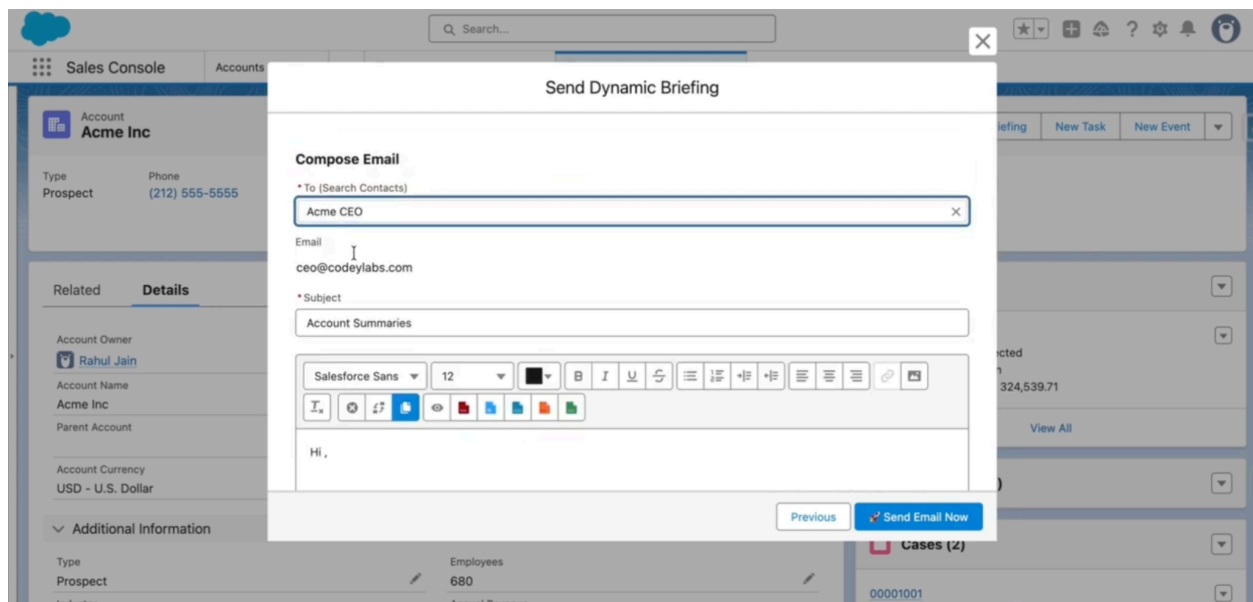 Search...
Sales Console
Accounts
Send Dynamic Briefing
Account
Acme Inc
New Task
New Event
Type
Phone
Prospect
(212) 555-5555
Compose Email
* To (Search Contacts)
Acme CEO
Email
ceo@codeylabs.com
* Subject
Account Summaries
Related
Details
Account Owner
Rahul Jain
Account Name
Acme Inc
Parent Account
Account Currency
USD - U.S. Dollar
Salesforce Sans
12
B I U S
Hi ,
324,539.71
View All
Previous
Send Email Now
Additional Information
Cases (2)
Type
Prospect
Employees
680
00001001